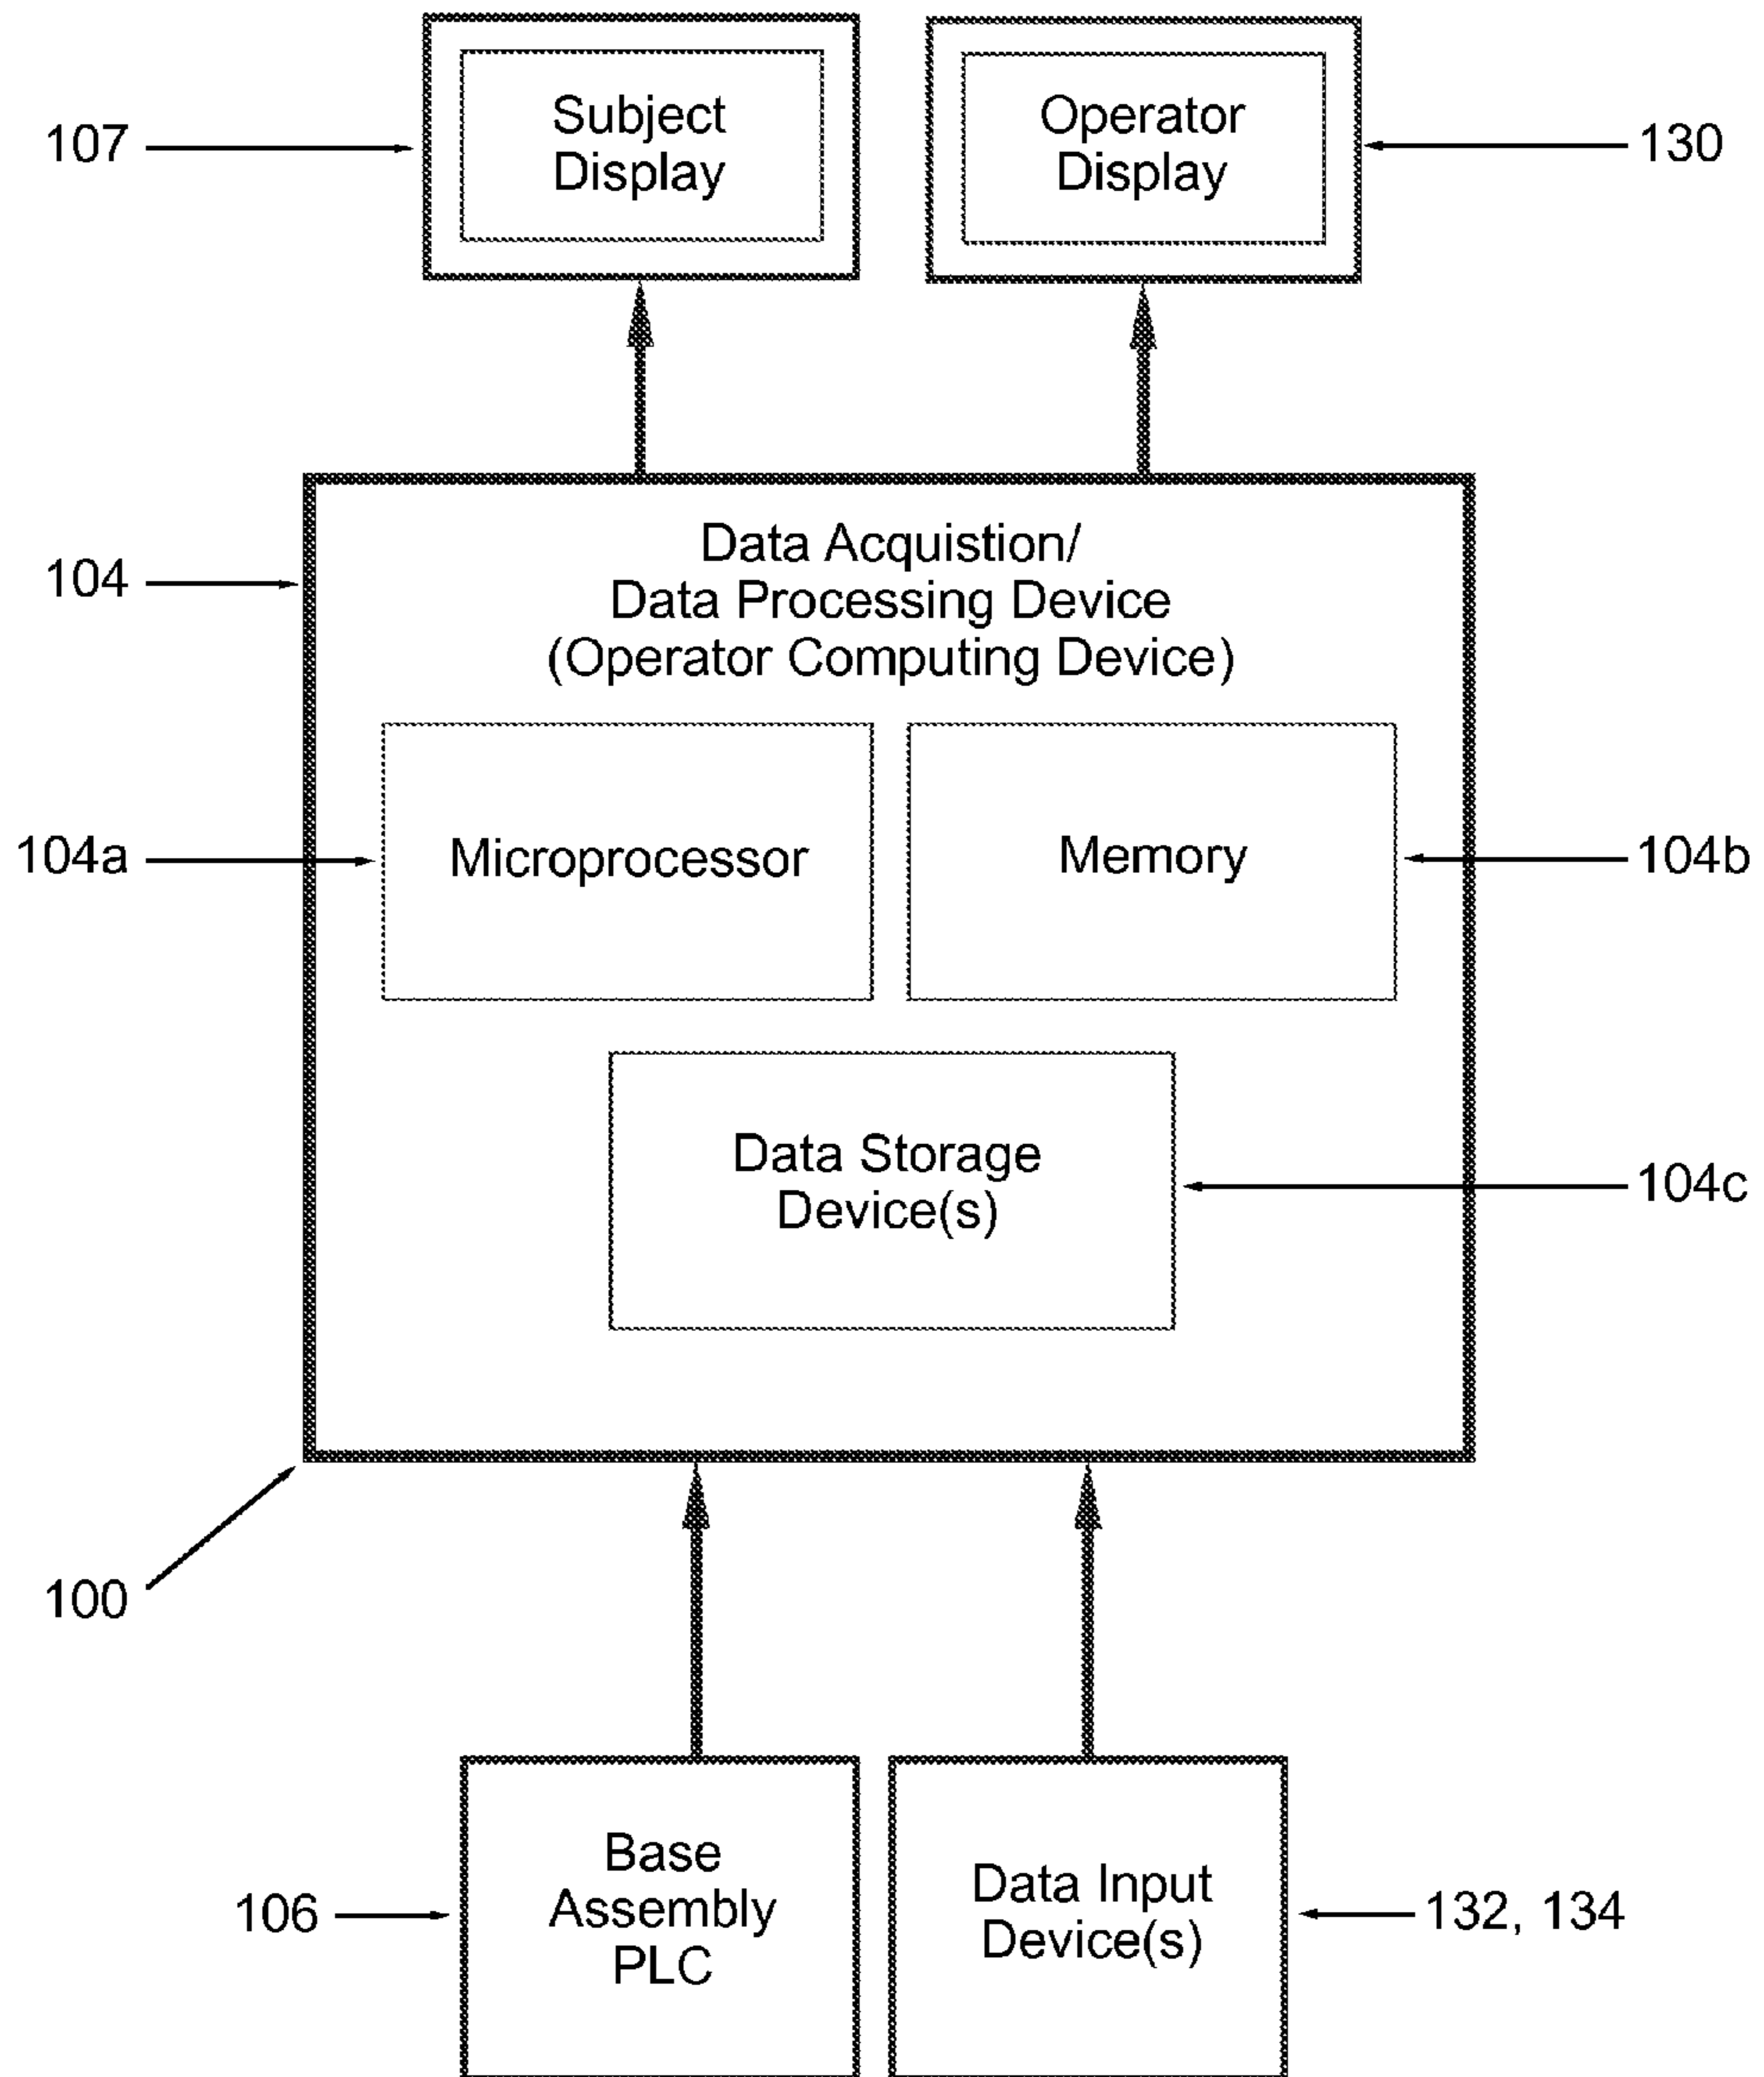 Subject
Display
Operator
Display
107
130
Data Acquistion/
Data Processing Device
(Operator Computing Device)
104
Microprocessor
Memory
104a
104b
Data Storage
Device(s)
104c
100
Base
Assembly
PLC
Data Input
Device(s)
106
132, 134